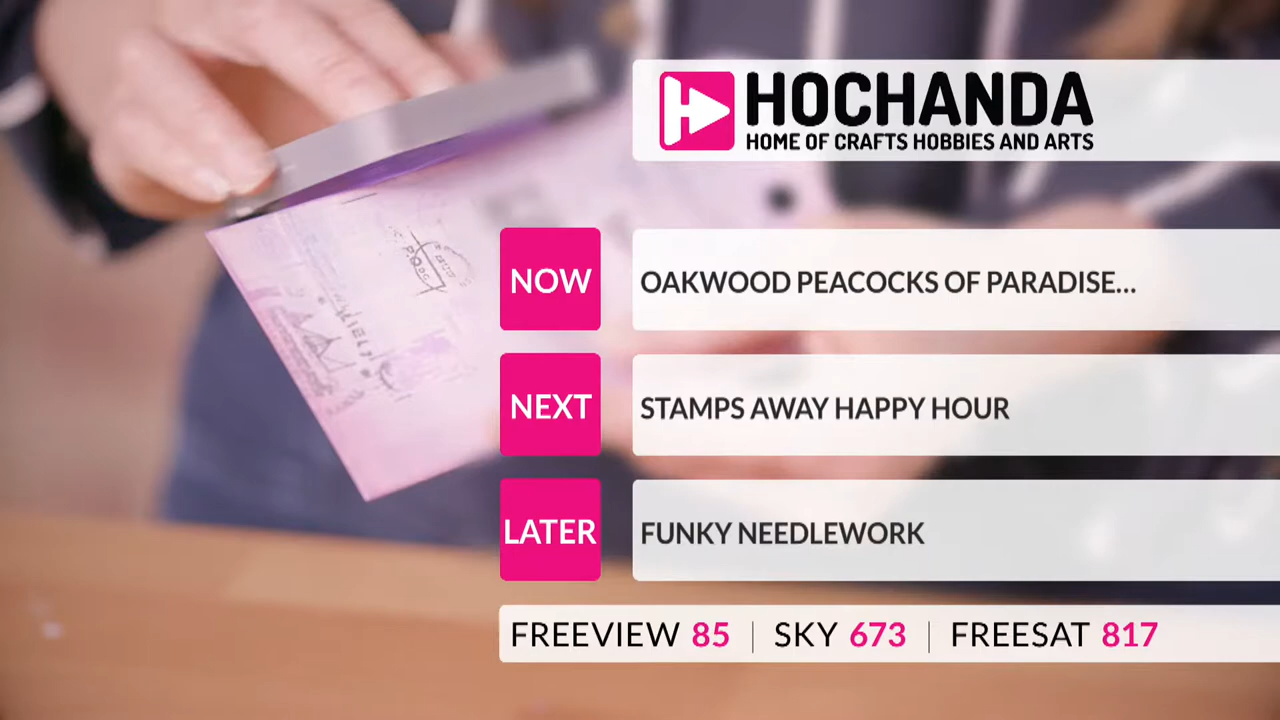 HOCHANDA
HOME OF CRAFTS HOBBIES AND ARTS
NOW
OAKWOOD PEACOCKS OF PARADISE...
NEXT
STAMPS AWAY HAPPY HOUR
LATER
FUNKY NEEDLEWORK
FREEVIEW 85 | SKY 673 | FREESAT 817